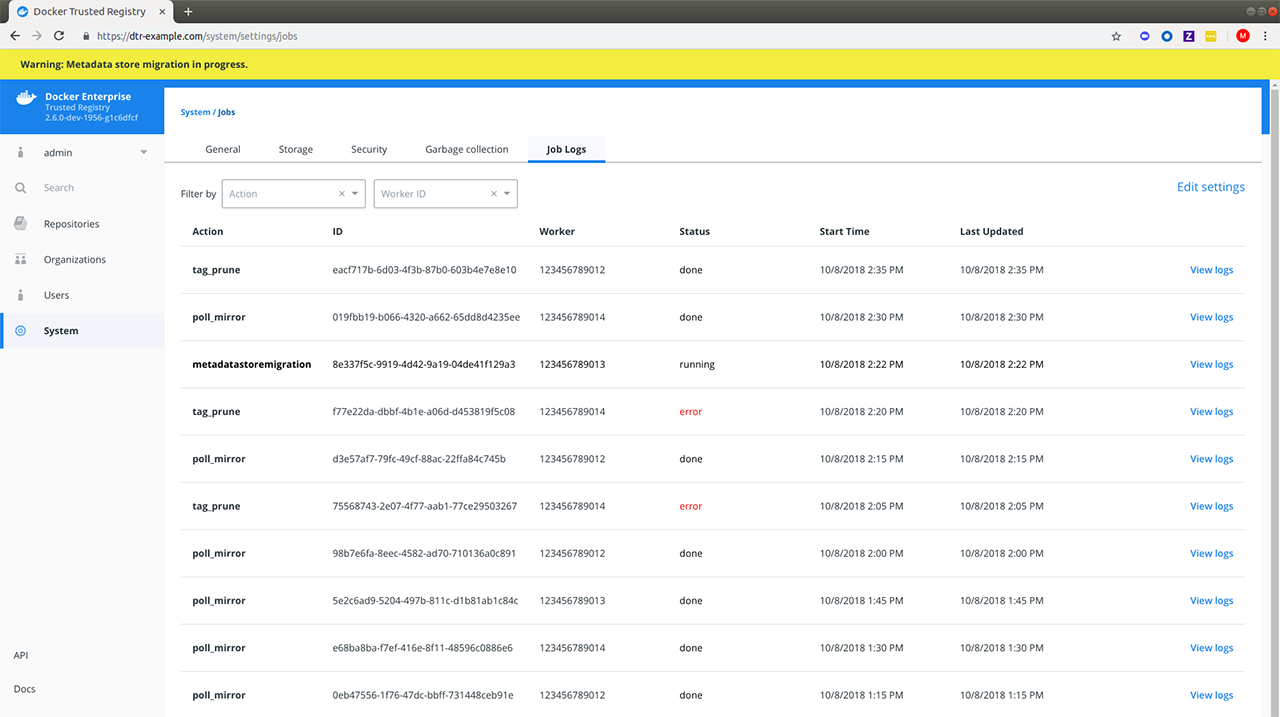 Docker Trusted Registry
https://dtr-example.com/system/settings/jobs
M
Z
Warning: Metadata store migration in progress.
Docker Enterprise
Trusted Registry
2.6.0-dev-1956-g1c6dfcf
admin
Search
Repositories
Organizations
Users
System
API
Docs
System / Jobs
General Storage Security Garbage collection Job Logs
Filter by Action Worker ID Edit settings
Action ID Worker Status Start Time Last Updated
tag_prune eacf717b-6d03-4f3b-87b0-603b4e7e8e10 123456789012 done 10/8/2018 2:35 PM 10/8/2018 2:35 PM View logs
poll_mirror 019fbb19-b066-4320-a662-65dd8d4235ee 123456789014 done 10/8/2018 2:30 PM 10/8/2018 2:30 PM View logs
metadatastoremigration 8e337f5c-9919-4d42-9a19-04de41f129a3 123456789013 running 10/8/2018 2:22 PM 10/8/2018 2:22 PM View logs
tag_prune f77e22da-dbbf-4b1e-a06d-d453819f5c08 123456789014 error 10/8/2018 2:20 PM 10/8/2018 2:20 PM View logs
poll_mirror d3e57af7-79fc-49cf-88ac-22ffa84c745b 123456789012 done 10/8/2018 2:15 PM 10/8/2018 2:15 PM View logs
tag_prune 75568743-2e07-4f77-aab1-77ce29503267 123456789014 error 10/8/2018 2:05 PM 10/8/2018 2:05 PM View logs
poll_mirror 98b7e6fa-8eec-4582-ad70-710136a0c891 123456789012 done 10/8/2018 2:00 PM 10/8/2018 2:00 PM View logs
poll_mirror 5e2c6ad9-5204-497b-811c-d1b81ab1c84c 123456789013 done 10/8/2018 1:45 PM 10/8/2018 1:45 PM View logs
poll_mirror e68ba8ba-f7ef-416e-8f11-48596c0886e6 123456789014 done 10/8/2018 1:30 PM 10/8/2018 1:30 PM View logs
poll_mirror 0eb47556-1f76-47dc-bbff-731448ceb91e 123456789012 done 10/8/2018 1:15 PM 10/8/2018 1:15 PM View logs